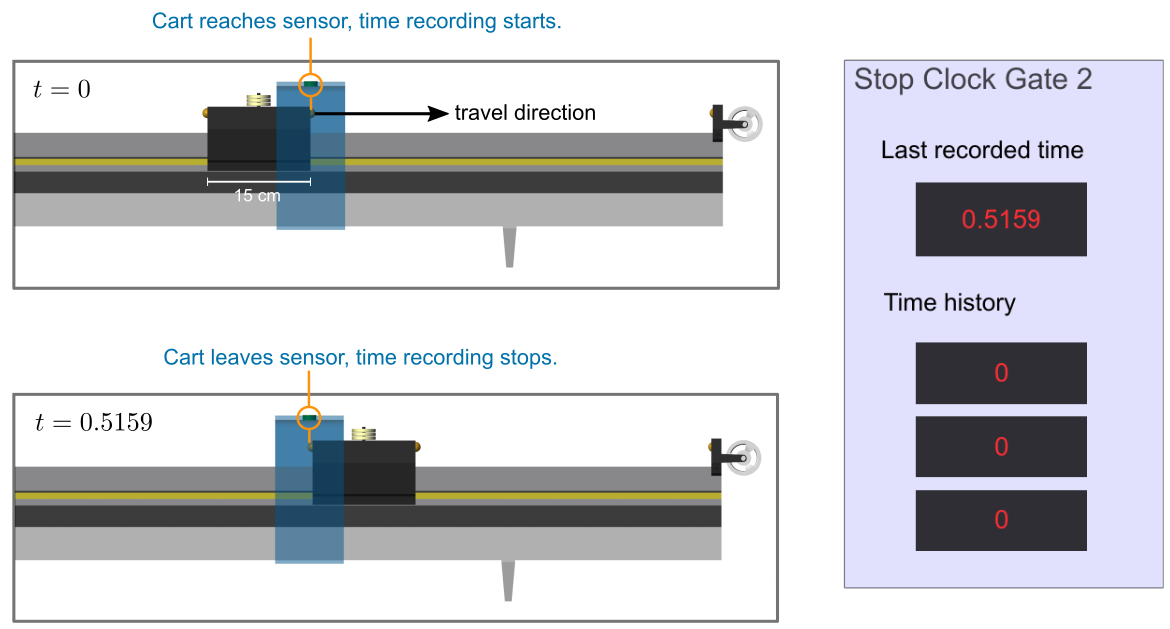 Cart reaches sensor, time recording starts.
t = 0
travel direction
15 cm
Cart leaves sensor, time recording stops.
t = 0.5159
Stop Clock Gate 2
Last recorded time
0.5159
Time history
0
0
0